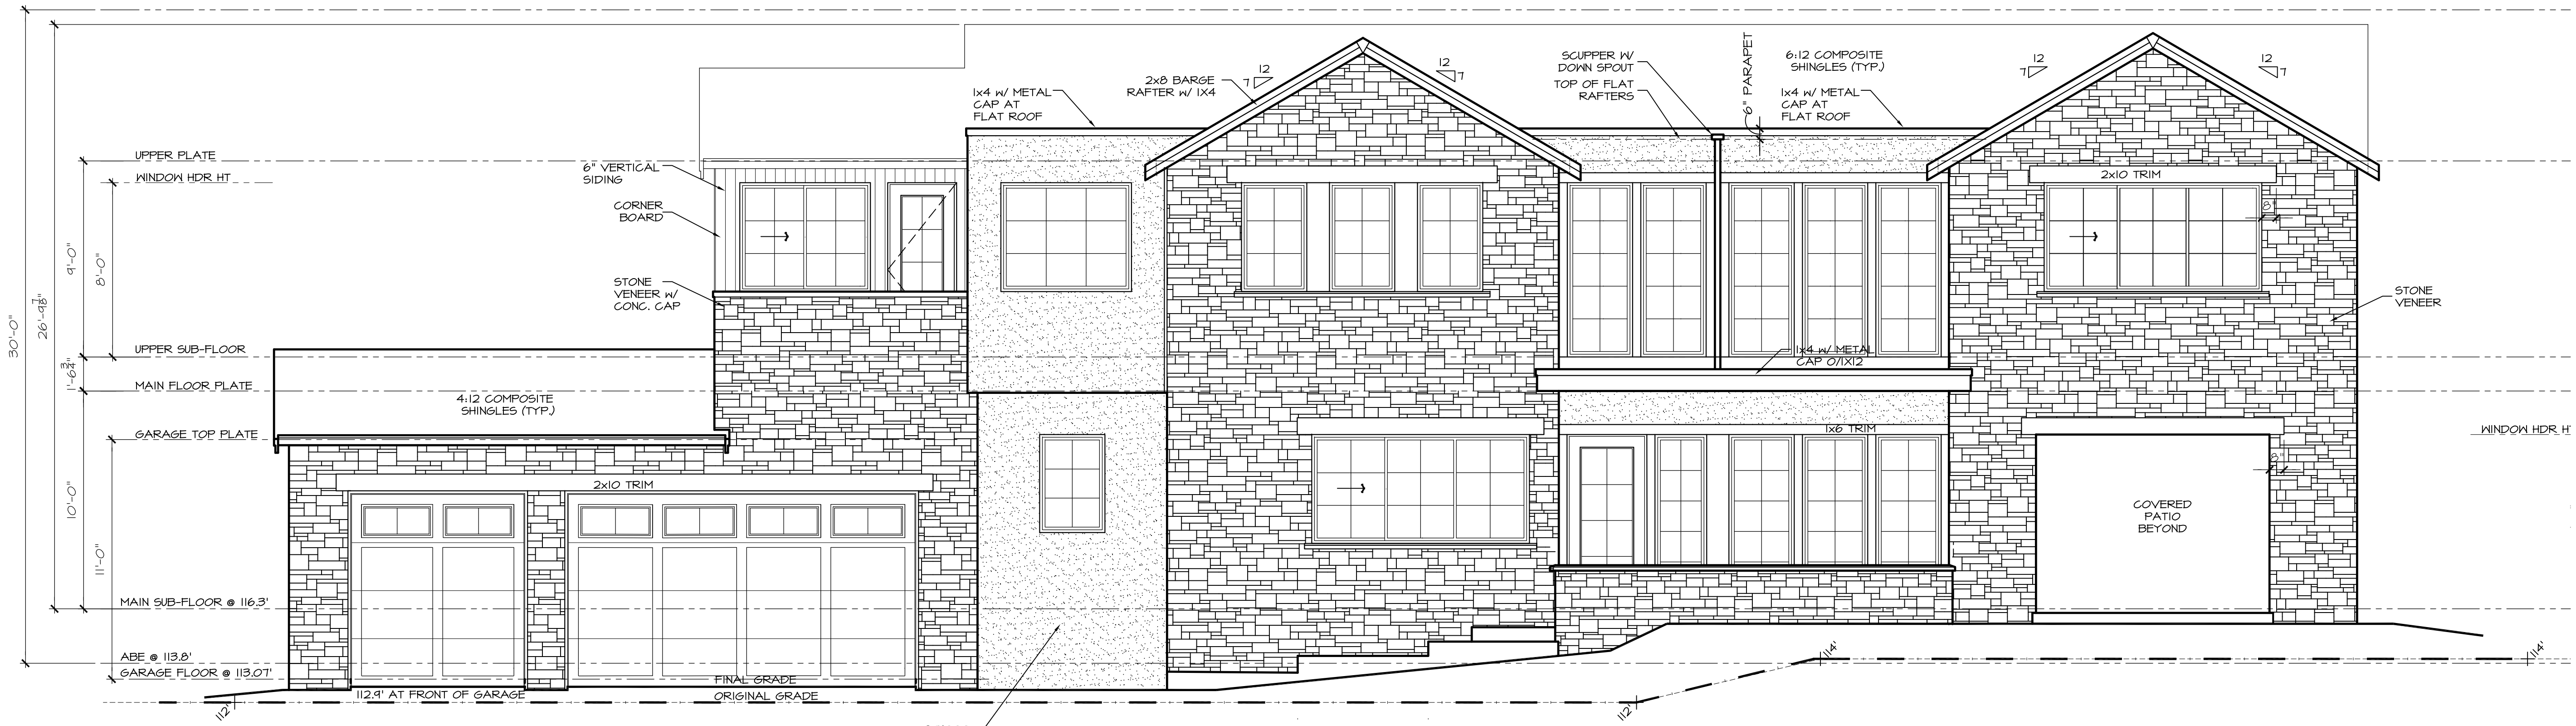 SCUPPER W/
DOWN SPOUT
TOP OF FLAT
RAFTERS
6" PARAPET
6:12 COMPOSITE
SHINGLES (TYP.)
1x4 W/ METAL
CAP AT
FLAT ROOF
12
7
12
7
12
7
12
7
2x8 BARGE
RAFTER W/ 1X4
1x4 W/ METAL
CAP AT
FLAT ROOF
UPPER PLATE
WINDOW HDR HT
6" VERTICAL
SIDING
CORNER
BOARD
STONE
VENEER W/
CONC. CAP
2x10 TRIM
8"
STONE
VENEER
30'-0"
26'-9 7/8"
9'-0"
8'-0"
1'-6 3/4"
10'-0"
11'-0"
UPPER SUB-FLOOR
MAIN FLOOR PLATE
GARAGE TOP PLATE
4:12 COMPOSITE
SHINGLES (TYP.)
1x4 W/ METAL
CAP O/1X12
1x6 TRIM
WINDOW HDR HT
8"
2x10 TRIM
COVERED
PATIO
BEYOND
MAIN SUB-FLOOR @ 116.3'
ABE @ 113.8'
GARAGE FLOOR @ 113.07'
112.9' AT FRONT OF GARAGE
FINAL GRADE
ORIGINAL GRADE
112'
112'
114'
114'